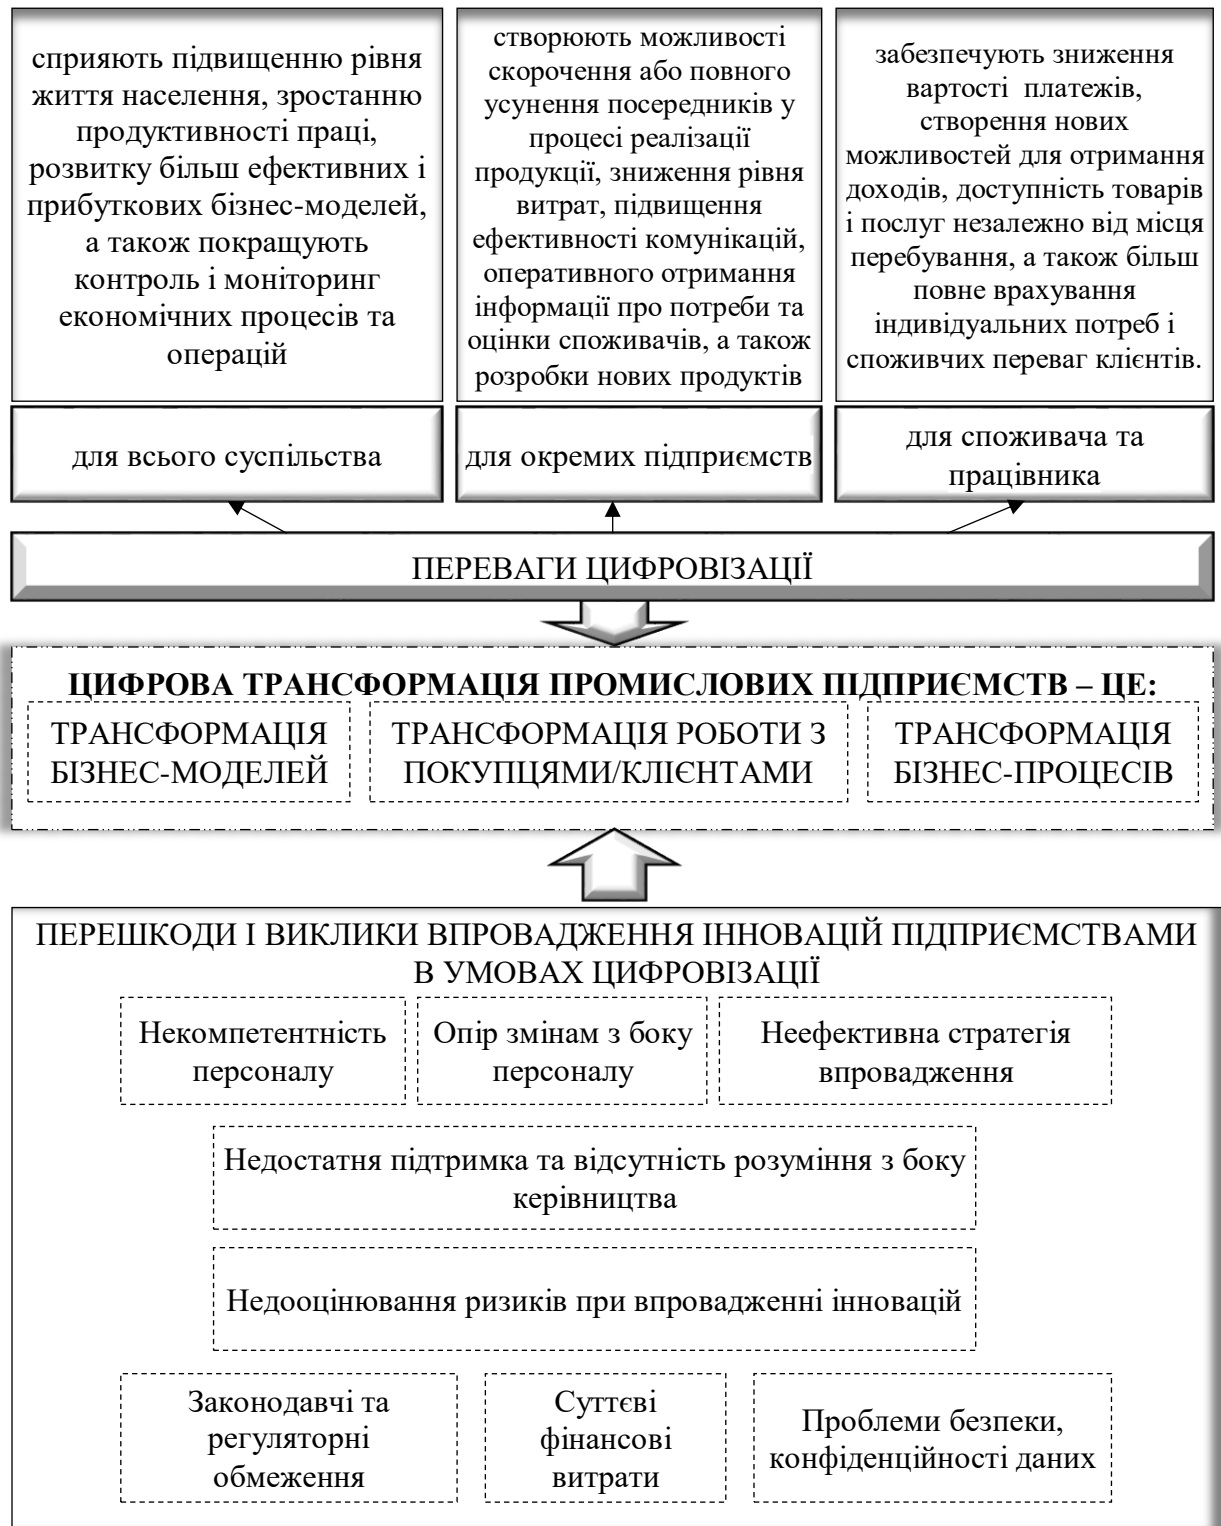 сприяють підвищенню рівня
життя населення, зростанню
продуктивності праці,
розвитку більш ефективних і
прибуткових бізнес-моделей,
а також покращують
контроль і моніторинг
економічних процесів та
операцій
створюють можливості
скорочення або повного
усунення посередників у
процесі реалізації
продукції, зниження рівня
витрат, підвищення
ефективності комунікацій,
оперативного отримання
інформації про потреби та
оцінки споживачів, а також
розробки нових продуктів
забезпечують зниження
вартості платежів,
створення нових
можливостей для отримання
доходів, доступність товарів
і послуг незалежно від місця
перебування, а також більш
повне врахування
індивідуальних потреб і
споживчих переваг клієнтів.
для всього суспільства
для окремих підприємств
для споживача та
працівника
ПЕРЕВАГИ ЦИФРОВІЗАЦІЇ
ЦИФРОВА ТРАНСФОРМАЦІЯ ПРОМИСЛОВИХ ПІДПРИЄМСТВ – ЦЕ:
ТРАНСФОРМАЦІЯ
БІЗНЕС-МОДЕЛЕЙ
ТРАНСФОРМАЦІЯ РОБОТИ З
ПОКУПЦЯМИ/КЛІЄНТАМИ
ТРАНСФОРМАЦІЯ
БІЗНЕС-ПРОЦЕСІВ
ПЕРЕШКОДИ І ВИКЛИКИ ВПРОВАДЖЕННЯ ІННОВАЦІЙ ПІДПРИЄМСТВАМИ
В УМОВАХ ЦИФРОВІЗАЦІЇ
Некомпетентність
персоналу
Опір змінам з боку
персоналу
Неефективна стратегія
впровадження
Недостатня підтримка та відсутність розуміння з боку
керівництва
Недооцінювання ризиків при впровадженні інновацій
Законодавчі та
регуляторні
обмеження
Суттєві
фінансові
витрати
Проблеми безпеки,
конфіденційності даних